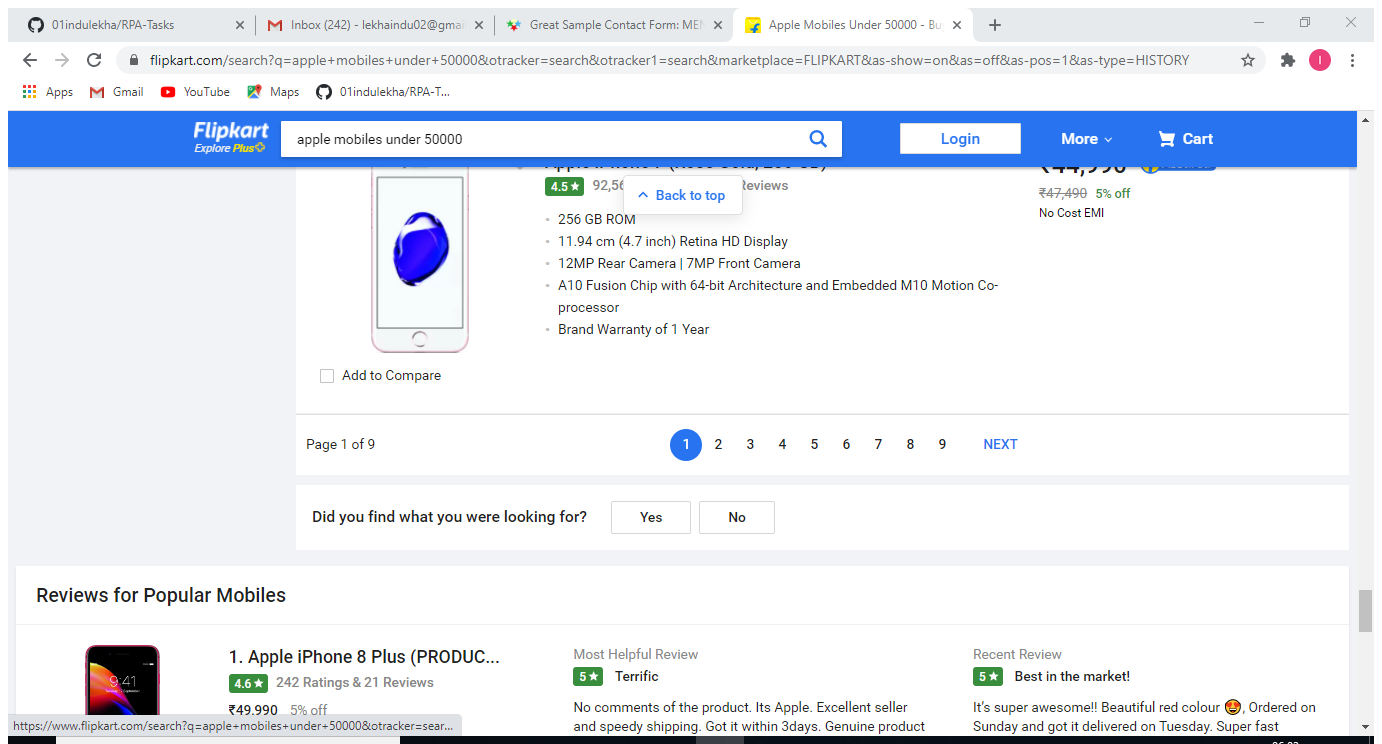 01indulekha/RPA-Tasks
Inbox (242) - lekhaindu02@gmai
Great Sample Contact Form: MEN
Apple Mobiles Under 50000 - Bu
flipkart.com/search?q=apple+mobiles+under+50000&otracker=search&otracker1=search&marketplace=FLIPKART&as-show=on&as=off&as-pos=1&as-type=HISTORY
I
Apps
Gmail
YouTube
Maps
01indulekha/RPA-T...
Flipkart
Explore Plus
apple mobiles under 50000
Login
More
Cart
₹44,990
4.5★ 92,56 Reviews
Back to top
₹47,490 5% off
No Cost EMI
256 GB ROM
11.94 cm (4.7 inch) Retina HD Display
12MP Rear Camera | 7MP Front Camera
A10 Fusion Chip with 64-bit Architecture and Embedded M10 Motion Co-
processor
Brand Warranty of 1 Year
Add to Compare
Page 1 of 9
1 2 3 4 5 6 7 8 9 NEXT
Did you find what you were looking for?
Yes
No
Reviews for Popular Mobiles
9:41
1. Apple iPhone 8 Plus (PRODUC...
4.6★ 242 Ratings & 21 Reviews
₹49,990 5% off
Most Helpful Review
5★ Terrific
No comments of the product. Its Apple. Excellent seller
and speedy shipping. Got it within 3days. Genuine product
Recent Review
5★ Best in the market!
It's super awesome!! Beautiful red colour 🤩, Ordered on
Sunday and got it delivered on Tuesday. Super fast
https://www.flipkart.com/search?q=apple+mobiles+under+50000&otracker=sear...